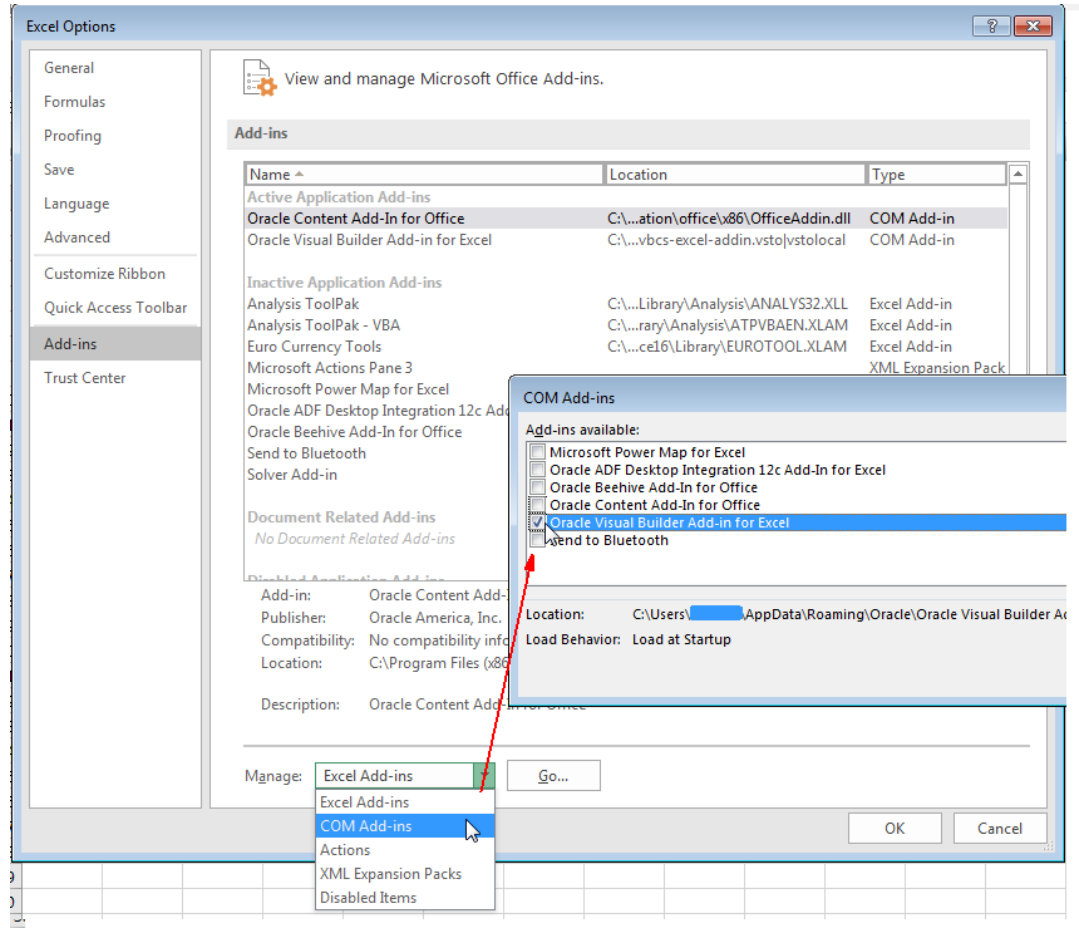 Excel Options
General
Formulas
Proofing
Save
Language
Advanced
Customize Ribbon
Quick Access Toolbar
Add-ins
Trust Center
View and manage Microsoft Office Add-ins.
Add-ins
Name Location Type
Active Application Add-ins
Oracle Content Add-In for Office C:\...ation\office\x86\OfficeAddin.dll COM Add-in
Oracle Visual Builder Add-in for Excel C:\...vbcs-excel-addin.vsto|vstolocal COM Add-in
Inactive Application Add-ins
Analysis ToolPak C:\...Library\Analysis\ANALYS32.XLL Excel Add-in
Analysis ToolPak - VBA C:\...rary\Analysis\ATPVBAEN.XLAM Excel Add-in
Euro Currency Tools C:\...ce16\Library\EUROTOOL.XLAM Excel Add-in
Microsoft Actions Pane 3 XML Expansion Pack
Microsoft Power Map for Excel
Oracle ADF Desktop Integration 12c Add
Oracle Beehive Add-In for Office
Send to Bluetooth
Solver Add-in
Document Related Add-ins
No Document Related Add-ins
Disabled Application Add-ins
Add-in: Oracle Content Add-
Publisher: Oracle America, Inc.
Compatibility: No compatibility info
Location: C:\Program Files (x86
Description: Oracle Content Add-In for Office
COM Add-ins
Add-ins available:
Microsoft Power Map for Excel
Oracle ADF Desktop Integration 12c Add-In for Excel
Oracle Beehive Add-In for Office
Oracle Content Add-In for Office
Oracle Visual Builder Add-in for Excel
Send to Bluetooth
Location: C:\Users\ \AppData\Roaming\Oracle\Oracle Visual Builder Ad
Load Behavior: Load at Startup
Manage: Excel Add-ins Go...
Excel Add-ins
COM Add-ins
Actions
XML Expansion Packs
Disabled Items
OK Cancel